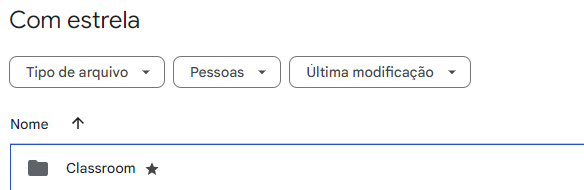 Com estrela
Tipo de arquivo Pessoas Última modificação
Nome
Classroom